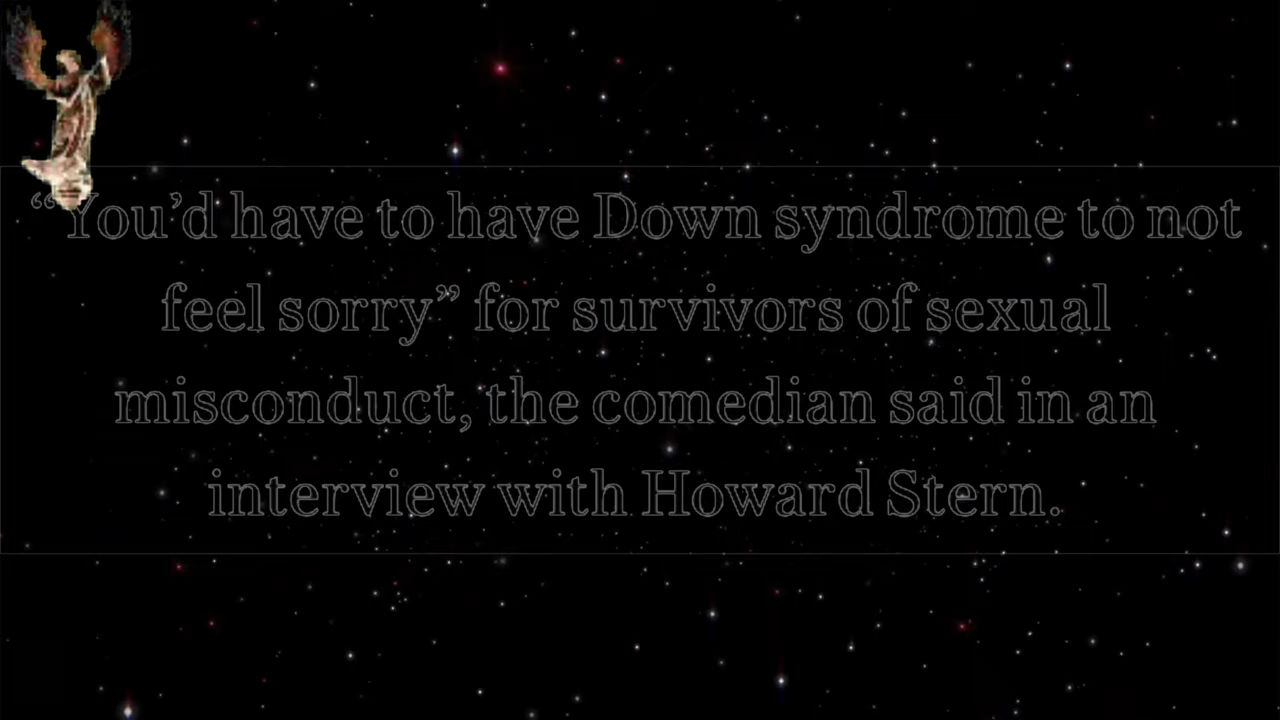 “You’d have to have Down syndrome to not
feel sorry” for survivors of sexual
misconduct, the comedian said in an
interview with Howard Stern.